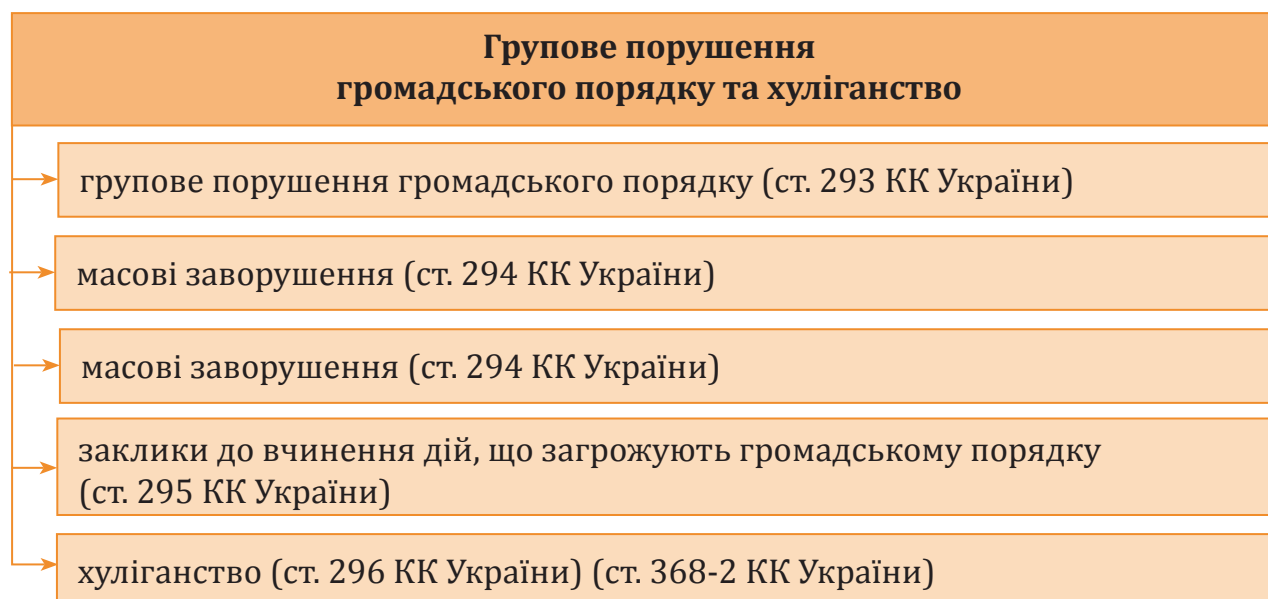 Групове порушення
громадського порядку та хуліганство
групове порушення громадського порядку (ст. 293 КК України)
масові заворушення (ст. 294 КК України)
масові заворушення (ст. 294 КК України)
заклики до вчинення дій, що загрожують громадському порядку
(ст. 295 КК України)
хуліганство (ст. 296 КК України) (ст. 368-2 КК України)